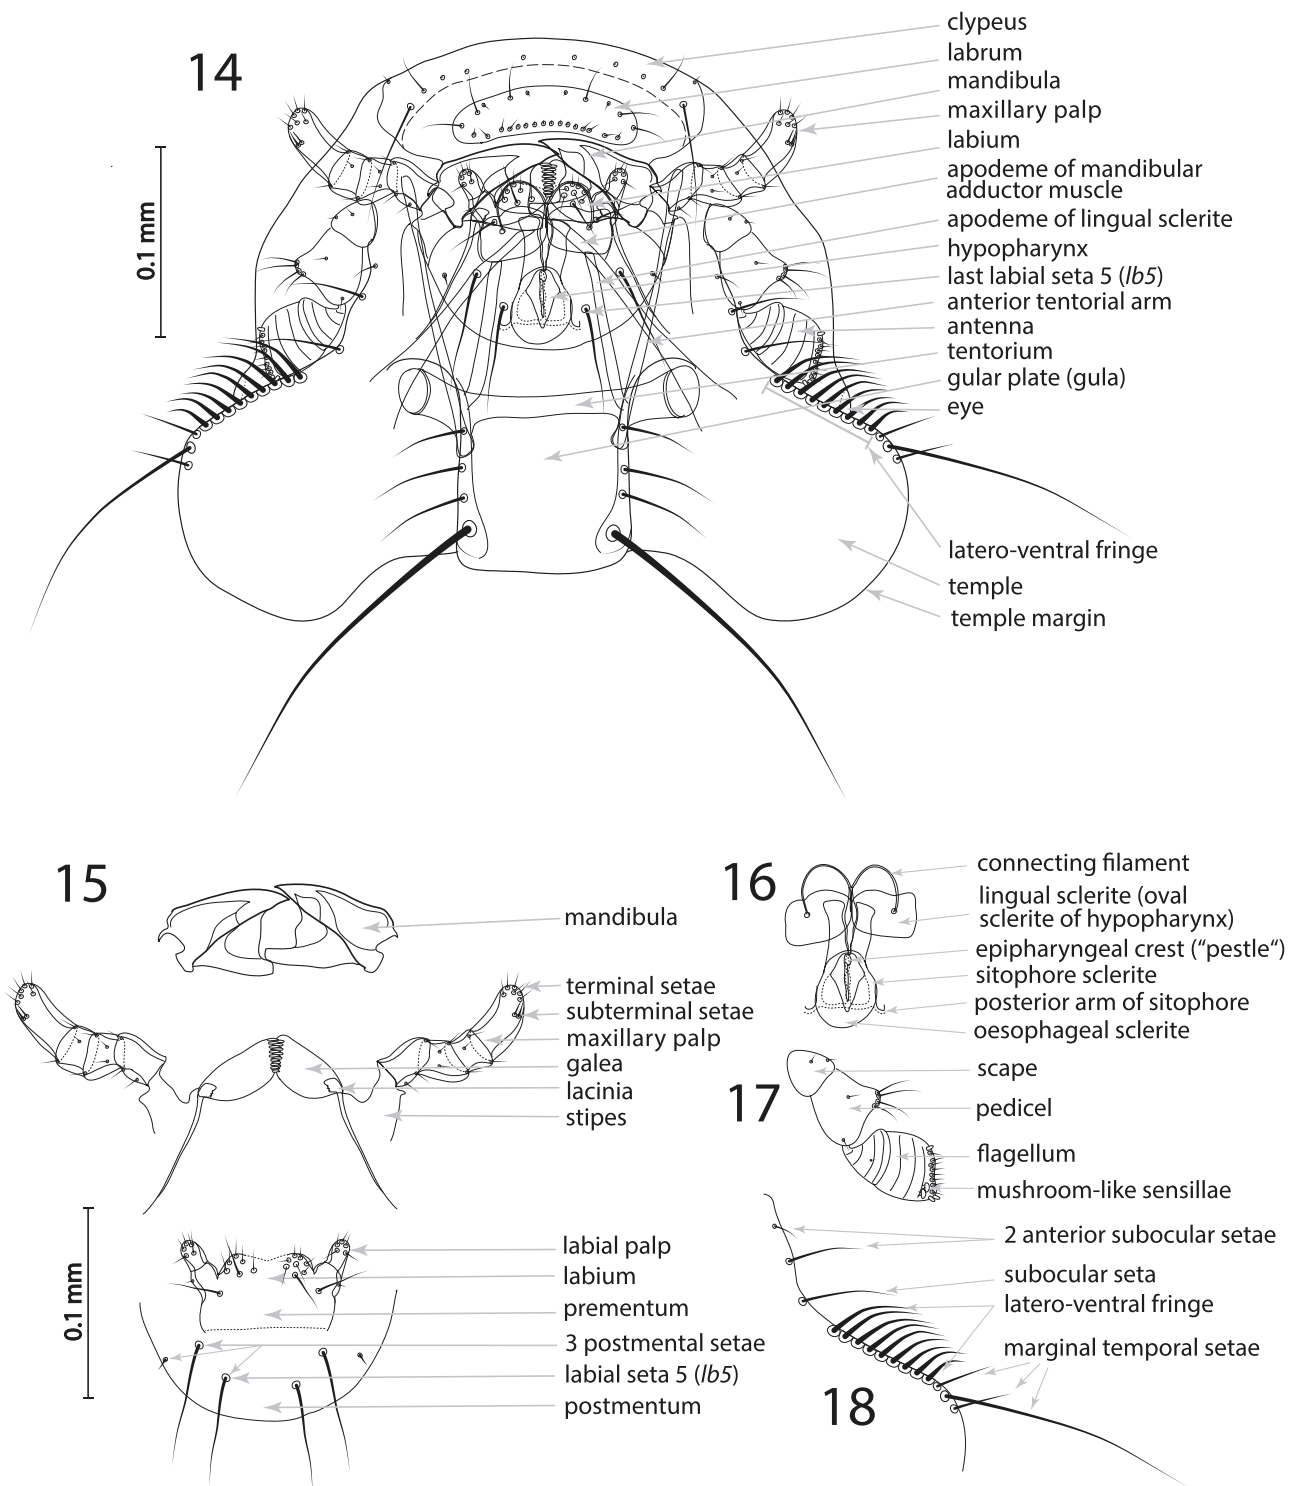 14
clypeus
labrum
mandibula
maxillary palp
labium
apodeme of mandibular
adductor muscle
apodeme of lingual sclerite
hypopharynx
last labial seta 5 (lb5)
anterior tentorial arm
antenna
tentorium
gular plate (gula)
eye
latero-ventral fringe
temple
temple margin
0.1 mm
15
mandibula
terminal setae
subterminal setae
maxillary palp
galea
lacinia
stipes
0.1 mm
labial palp
labium
prementum
3 postmental setae
labial seta 5 (lb5)
postmentum
16
connecting filament
lingual sclerite (oval
sclerite of hypopharynx)
epipharyngeal crest (“pestle“)
sitophore sclerite
posterior arm of sitophore
oesophageal sclerite
17
scape
pedicel
flagellum
mushroom-like sensillae
2 anterior subocular setae
subocular seta
latero-ventral fringe
marginal temporal setae
18